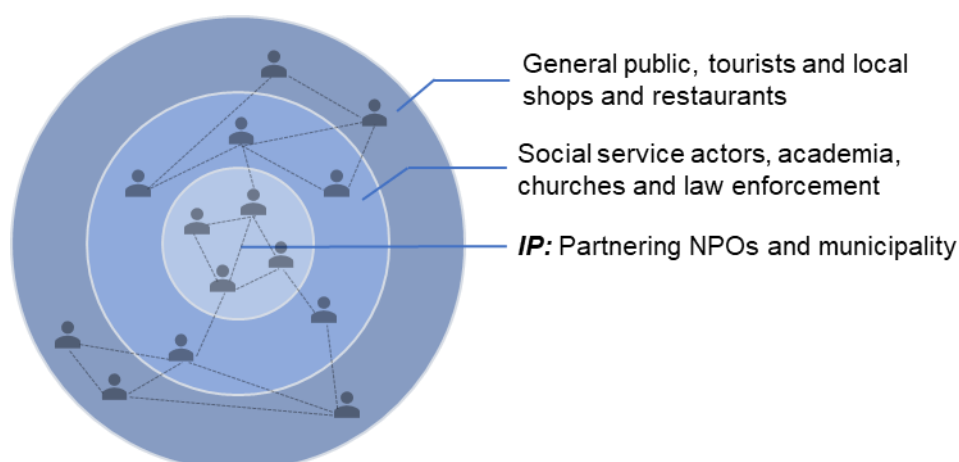 General public, tourists and local
shops and restaurants
Social service actors, academia,
churches and law enforcement
IP: Partnering NPOs and municipality